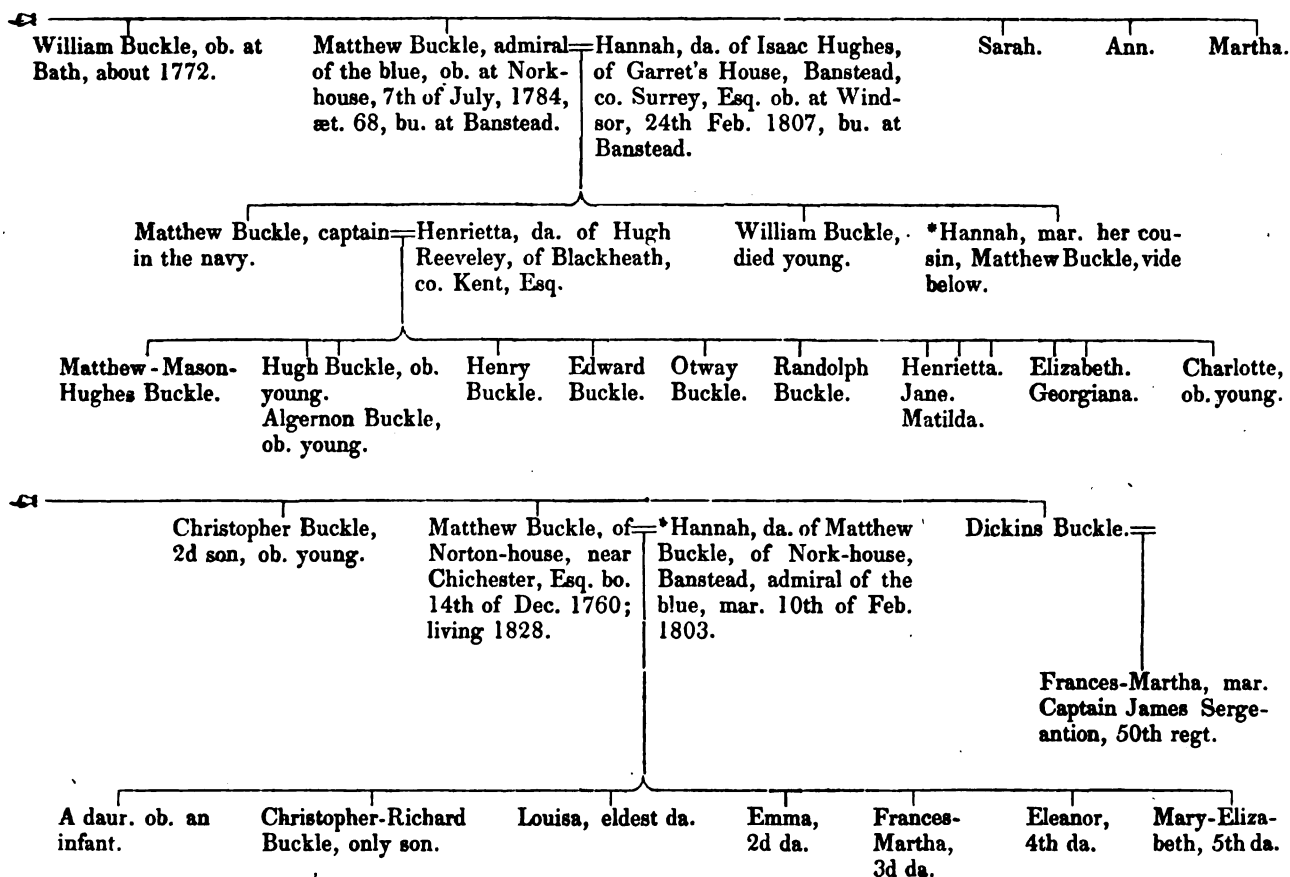 William Buckle, ob. at
Bath, about 1772.
Matthew Buckle, admiral
of the blue, ob. at Nork-
house, 7th of July, 1784,
æt. 68, bu. at Banstead.
Hannah, da. of Isaac Hughes,
of Garret's House, Banstead,
co. Surrey, Esq. ob. at Wind-
sor, 24th Feb. 1807, bu. at
Banstead.
Sarah.
Ann.
Martha.
Matthew Buckle, captain
in the navy.
Henrietta, da. of Hugh
Reeveley, of Blackheath,
co. Kent, Esq.
William Buckle,
died young.
*Hannah, mar. her cou-
sin, Matthew Buckle, vide
below.
Matthew-Mason-
Hughes Buckle.
Hugh Buckle, ob.
young.
Algernon Buckle,
ob. young.
Henry
Buckle.
Edward
Buckle.
Otway
Buckle.
Randolph
Buckle.
Henrietta.
Jane.
Matilda.
Elizabeth.
Georgiana.
Charlotte,
ob. young.
Christopher Buckle,
2d son, ob. young.
Matthew Buckle, of
Norton-house, near
Chichester, Esq. bo.
14th of Dec. 1760;
living 1828.
*Hannah, da. of Matthew
Buckle, of Nork-house,
Banstead, admiral of the
blue, mar. 10th of Feb.
1803.
Dickins Buckle.
Frances-Martha, mar.
Captain James Serge-
antion, 50th regt.
A daur. ob. an
infant.
Christopher-Richard
Buckle, only son.
Louisa, eldest da.
Emma,
2d da.
Frances-
Martha,
3d da.
Eleanor,
4th da.
Mary-Eliza-
beth, 5th da.